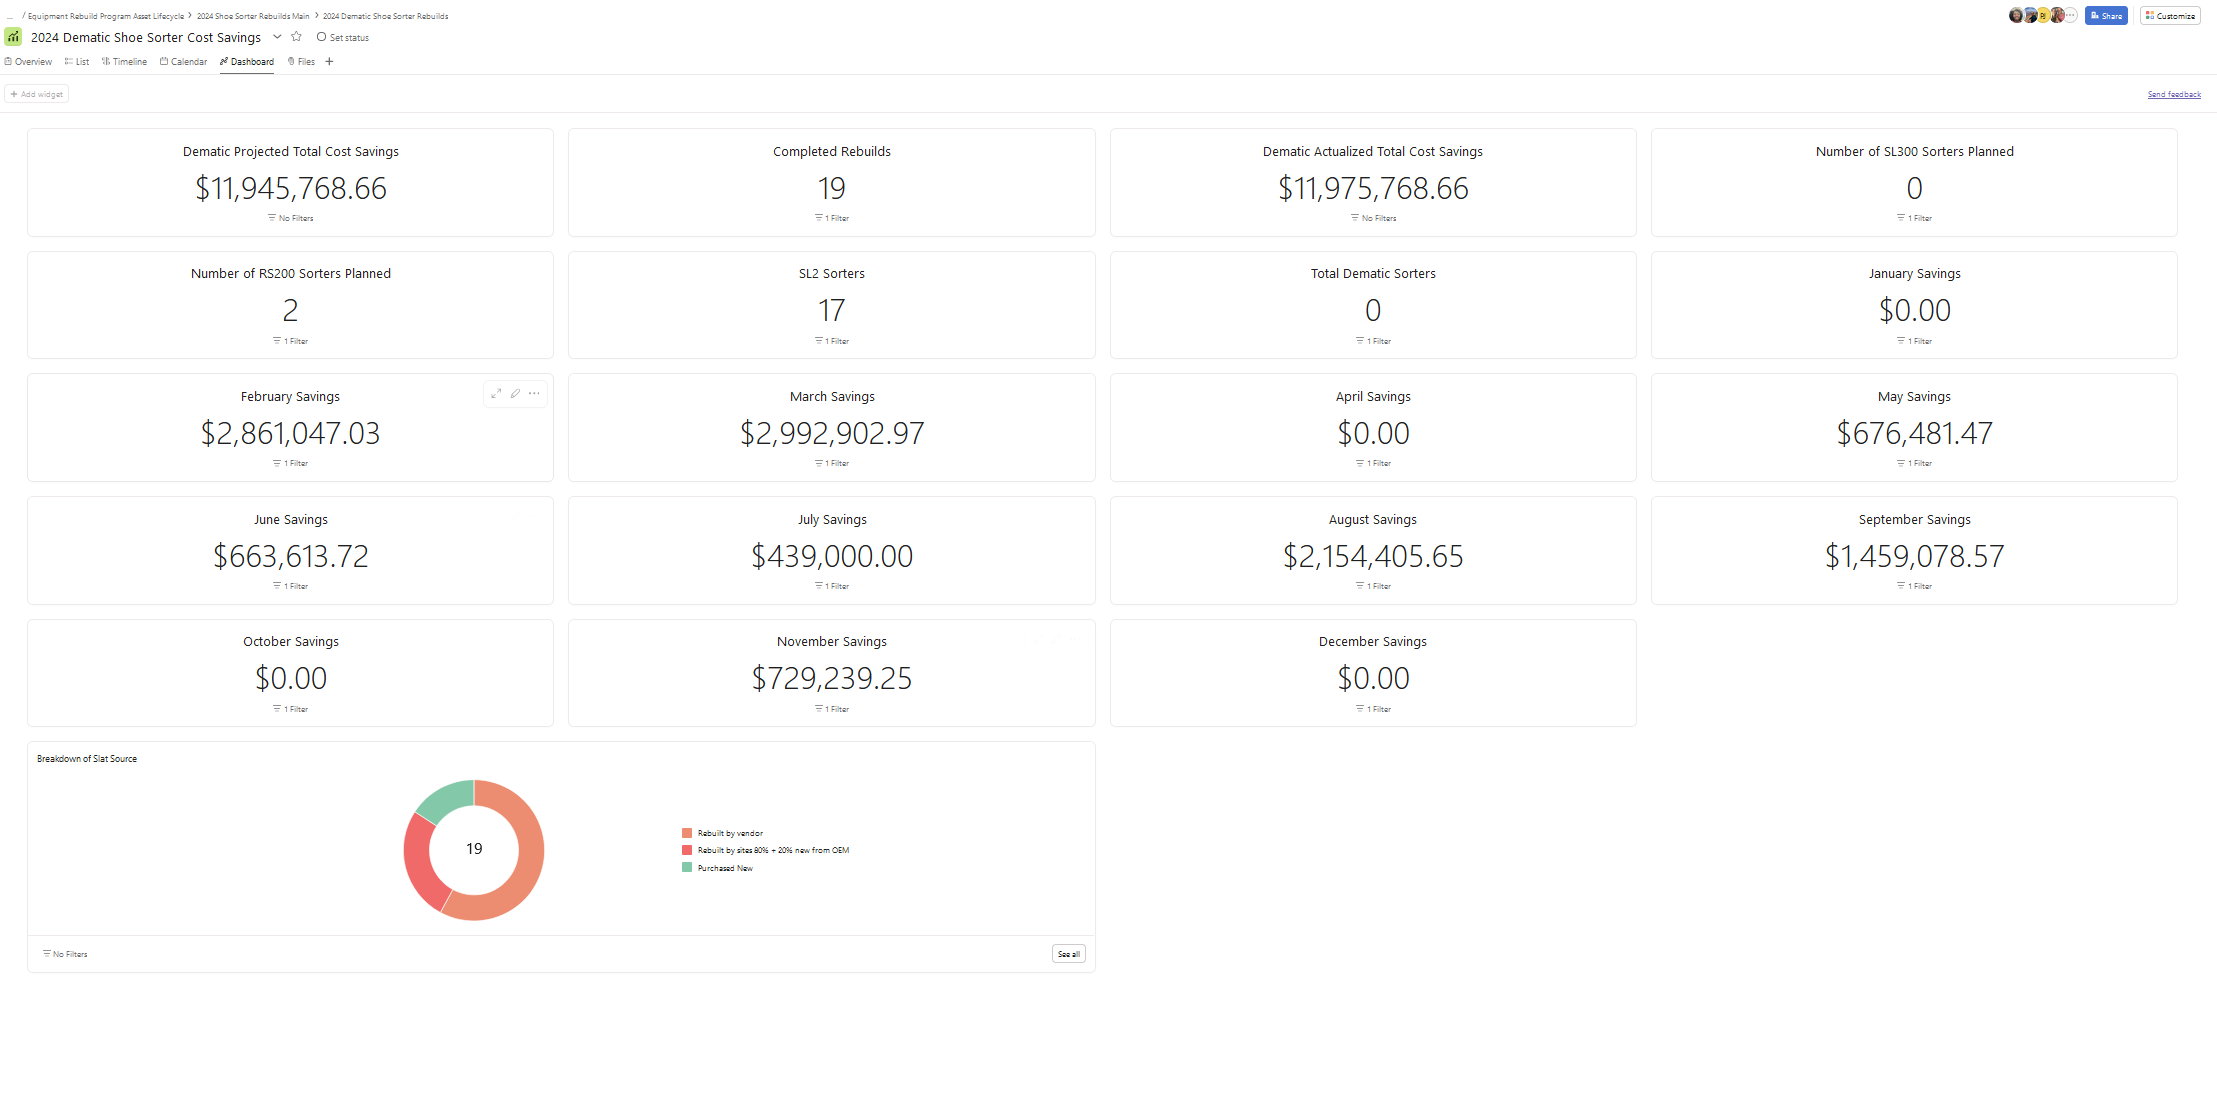 ... / Equipment Rebuild Program Asset Lifecycle > 2024 Shoe Sorter Rebuilds Main > 2024 Dematic Shoe Sorter Rebuilds
Share
Customize
2024 Dematic Shoe Sorter Cost Savings
Set status
Overview List Timeline Calendar Dashboard Files +
+ Add widget
Send feedback
Dematic Projected Total Cost Savings
$11,945,768.66
No Filters
Completed Rebuilds
19
1 Filter
Dematic Actualized Total Cost Savings
$11,975,768.66
No Filters
Number of SL300 Sorters Planned
0
1 Filter
Number of RS200 Sorters Planned
2
1 Filter
SL2 Sorters
17
1 Filter
Total Dematic Sorters
0
1 Filter
January Savings
$0.00
1 Filter
February Savings
$2,861,047.03
1 Filter
March Savings
$2,992,902.97
1 Filter
April Savings
$0.00
1 Filter
May Savings
$676,481.47
1 Filter
June Savings
$663,613.72
1 Filter
July Savings
$439,000.00
1 Filter
August Savings
$2,154,405.65
1 Filter
September Savings
$1,459,078.57
1 Filter
October Savings
$0.00
1 Filter
November Savings
$729,239.25
1 Filter
December Savings
$0.00
1 Filter
Breakdown of Slat Source
19
Rebuilt by vendor
Rebuilt by sites 80% + 20% new from OEM
Purchased New
No Filters
See all